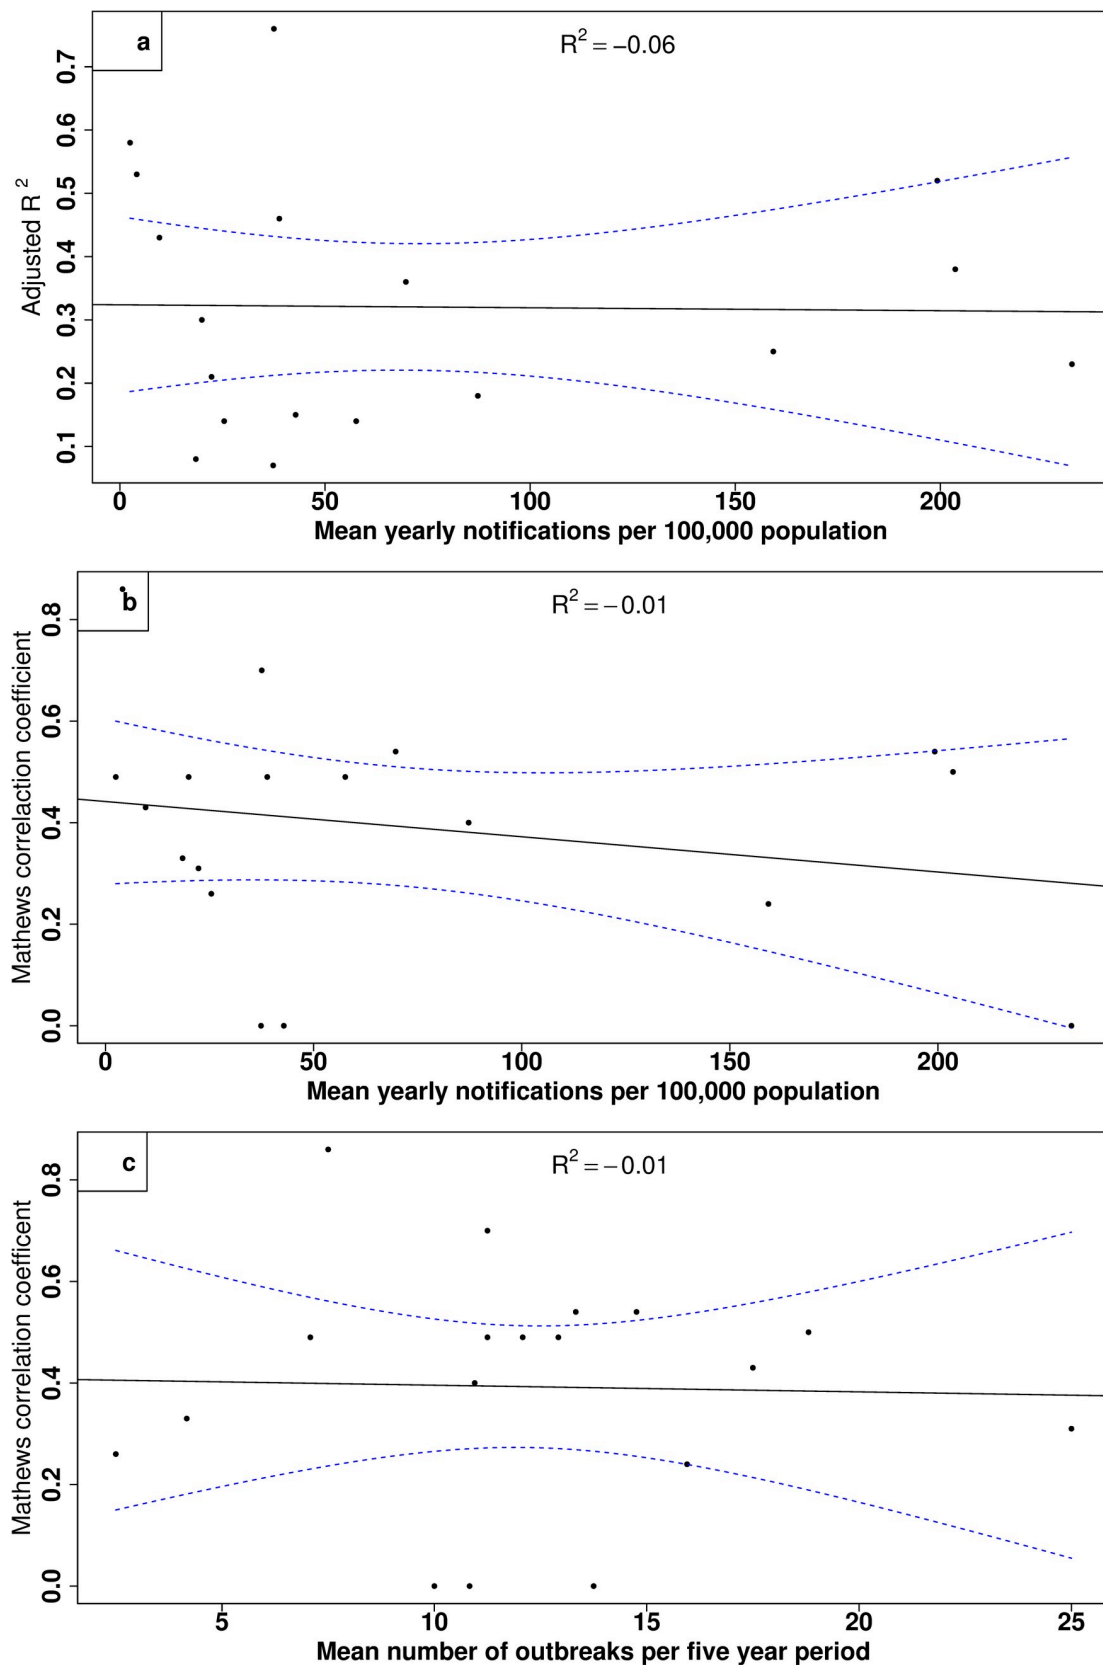 a
R² = −0.06
Adjusted R ²
0.7
0.6
0.5
0.4
0.3
0.2
0.1
0 50 100 150 200
Mean yearly notifications per 100,000 population
b
R² = −0.01
Mathews correlaction coefficient
0.8
0.6
0.4
0.2
0.0
0 50 100 150 200
Mean yearly notifications per 100,000 population
c
R² = −0.01
Mathews correlation coefficent
0.8
0.6
0.4
0.2
0.0
5 10 15 20 25
Mean number of outbreaks per five year period